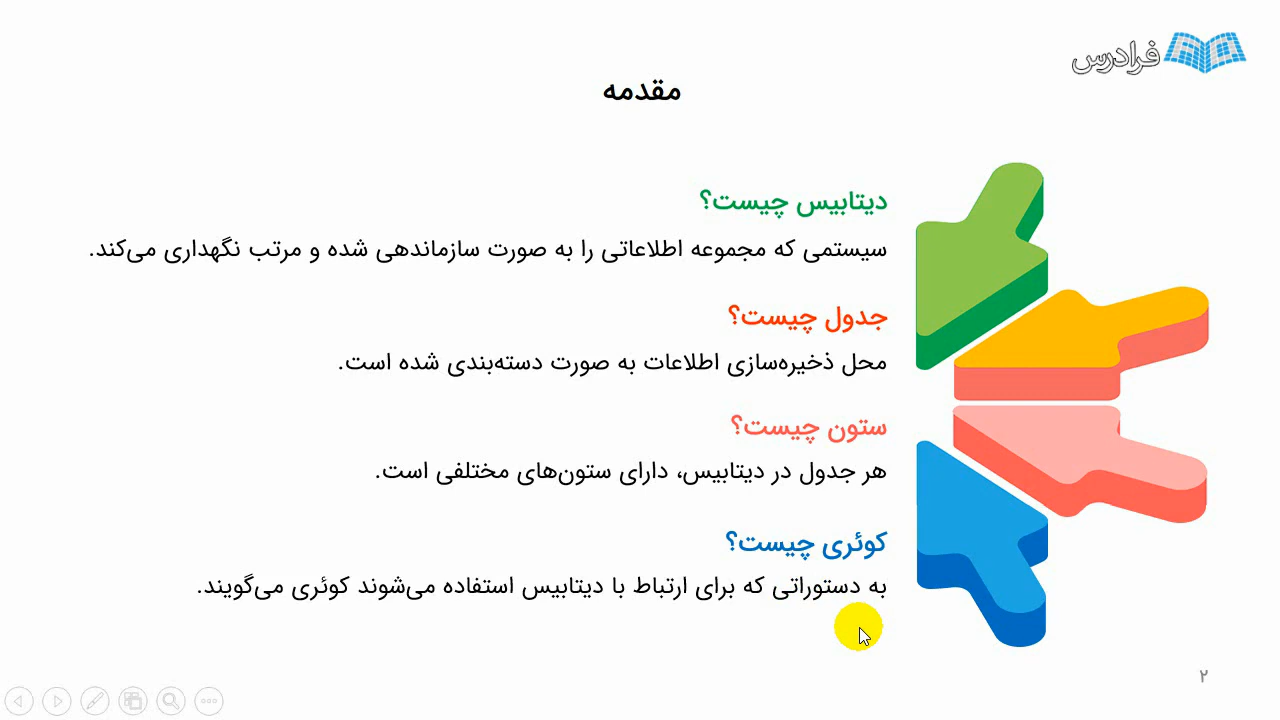 فرادرس
مقدمه
دیتابیس چیست؟
سیستمی که مجموعه اطلاعاتی را به صورت سازماندهی شده و مرتب نگهداری می‌کند.
جدول چیست؟
محل ذخیره‌سازی اطلاعات به صورت دسته‌بندی شده است.
ستون چیست؟
هر جدول در دیتابیس، دارای ستون‌های مختلفی است.
کوئری چیست؟
به دستوراتی که برای ارتباط با دیتابیس استفاده می‌شوند کوئری می‌گویند.
۲